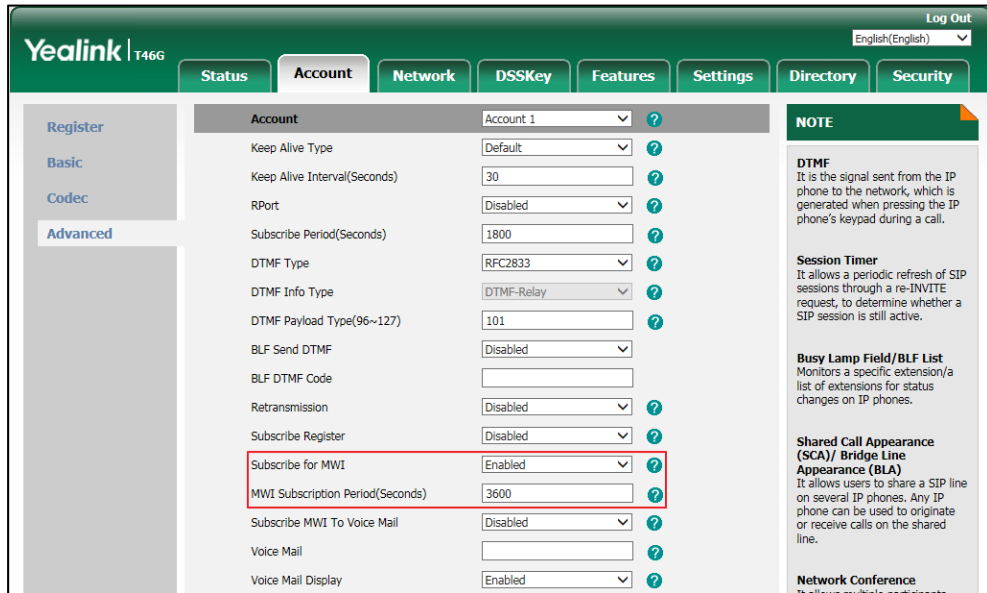 Log Out
Yealink T46G
English(English)
Status Account Network DSSKey Features Settings Directory Security
Register
Basic
Codec
Advanced
Account Account 1 ?
Keep Alive Type Default ?
Keep Alive Interval(Seconds) 30 ?
RPort Disabled ?
Subscribe Period(Seconds) 1800 ?
DTMF Type RFC2833 ?
DTMF Info Type DTMF-Relay ?
DTMF Payload Type(96~127) 101 ?
BLF Send DTMF Disabled
BLF DTMF Code
Retransmission Disabled ?
Subscribe Register Disabled ?
Subscribe for MWI Enabled ?
MWI Subscription Period(Seconds) 3600 ?
Subscribe MWI To Voice Mail Disabled ?
Voice Mail ?
Voice Mail Display Enabled ?
NOTE
DTMF
It is the signal sent from the IP
phone to the network, which is
generated when pressing the IP
phone's keypad during a call.
Session Timer
It allows a periodic refresh of SIP
sessions through a re-INVITE
request, to determine whether a
SIP session is still active.
Busy Lamp Field/BLF List
Monitors a specific extension/a
list of extensions for status
changes on IP phones.
Shared Call Appearance
(SCA)/ Bridge Line
Appearance (BLA)
It allows users to share a SIP line
on several IP phones. Any IP
phone can be used to originate
or receive calls on the shared
line.
Network Conference
It allows multiple participants